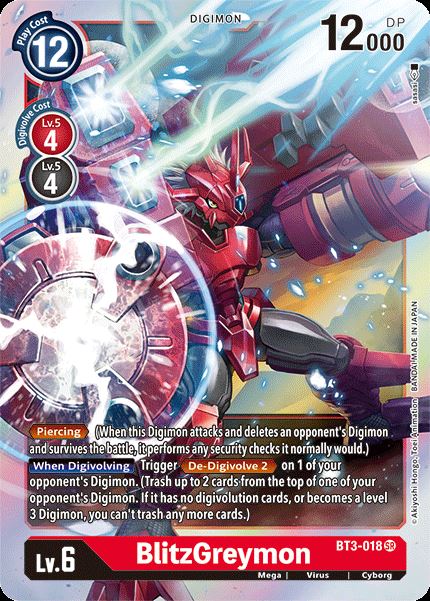 Play Cost
12
DIGIMON
12000
DP
Digivolve Cost
Lv.5
4
Lv.5
4
sasasi
Piercing (When this Digimon attacks and deletes an opponent's Digimon
and survives the battle, it performs any security checks it normally would.)
When Digivolving Trigger De-Digivolve 2 on 1 of your
opponent's Digimon. (Trash up to 2 cards from the top of one of your
opponent's Digimon. If it has no digivolution cards, or becomes a level
3 Digimon, you can't trash any more cards.)
© Akiyoshi Hongo, Toei Animation BANDAI MADE IN JAPAN
Lv.6
BlitzGreymon
BT3-018 SR
Mega | Virus | Cyborg